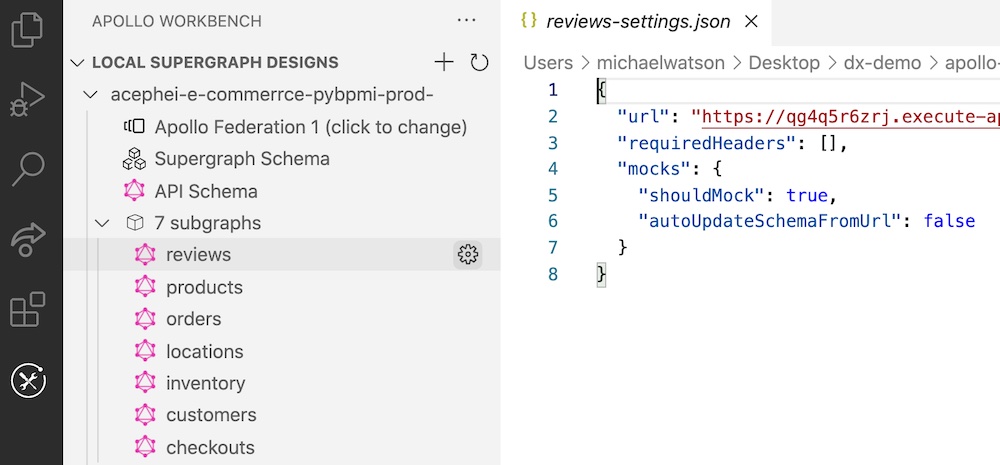 APOLLO WORKBENCH
LOCAL SUPERGRAPH DESIGNS
acephei-e-commerrce-pybpmi-prod-
Apollo Federation 1 (click to change)
Supergraph Schema
API Schema
7 subgraphs
reviews
products
orders
locations
inventory
customers
checkouts
{} reviews-settings.json
Users > michaelwatson > Desktop > dx-demo > apollo-
1 {
2 "url": "https://qg4q5r6zrj.execute-ap
3 "requiredHeaders": [],
4 "mocks": {
5 "shouldMock": true,
6 "autoUpdateSchemaFromUrl": false
7 }
8 }